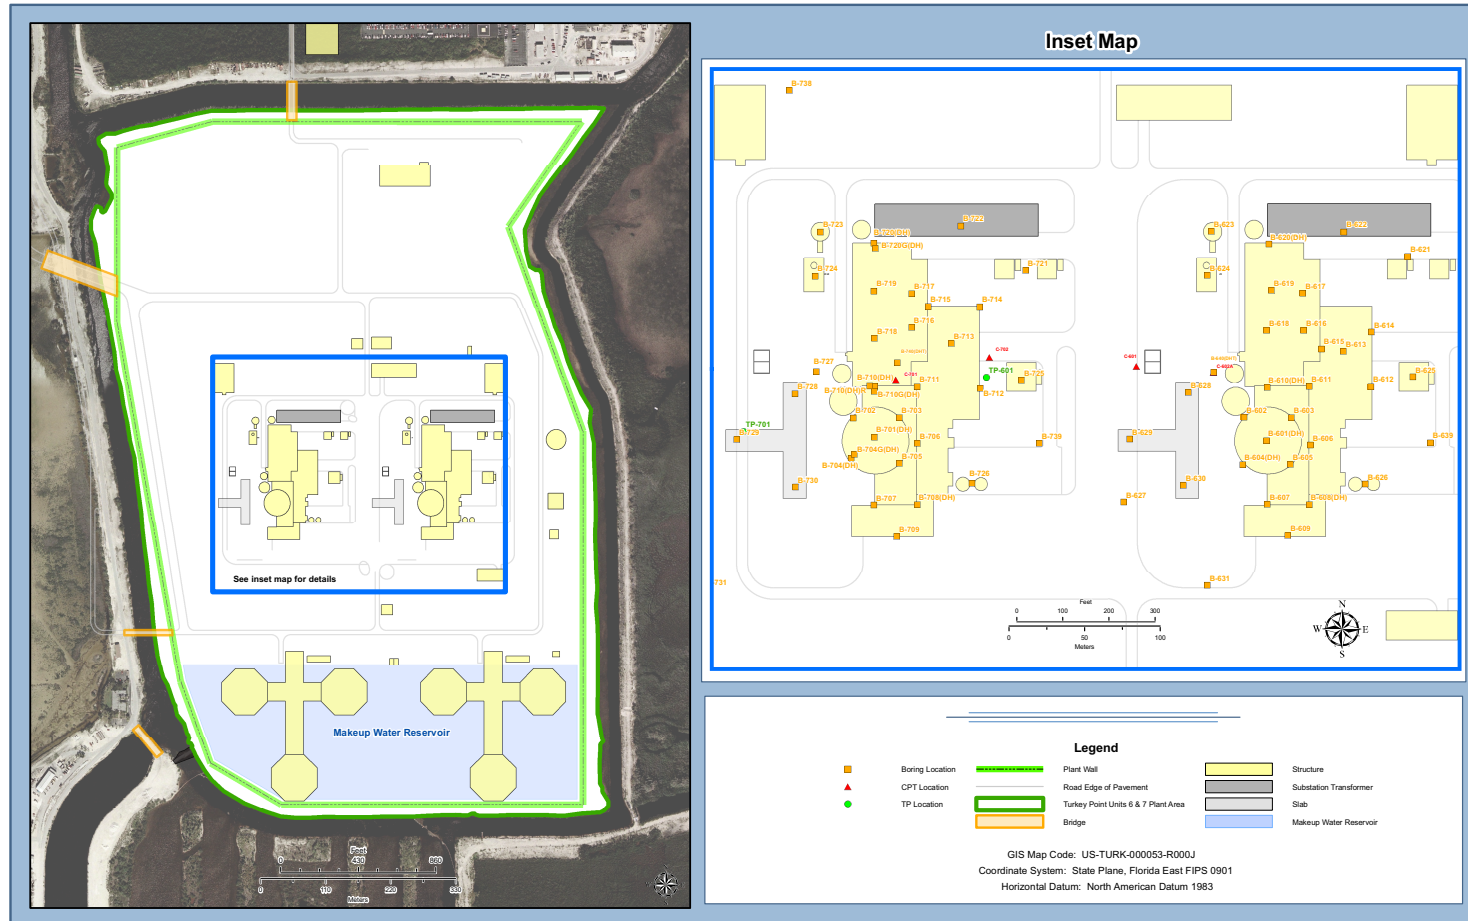 See inset map for details
Makeup Water Reservoir
Feet
0 430 860
0 110 220 330
Meters
Inset Map
B-738
B-723
B-722
B-720(DH)
B-720G(DH)
B-724
B-721
B-719
B-717
B-715
B-714
B-716
B-718
B-713
C-702
B-727
C-701
TP-601
B-725
B-728
B-710(DH)
B-711
B-710(DH)R
B-710G(DH)
B-712
B-702
B-703
TP-701
B-729
B-701(DH)
B-706
B-739
B-704G(DH)
B-704(DH)
B-705
B-726
B-730
B-707
B-708(DH)
B-709
731
B-623
B-622
B-620(DH)
B-621
B-624
B-619
B-617
B-618
B-616
B-614
B-615
B-613
C-601
C-602A
B-625
B-628
B-610(DH)
B-611
B-612
B-602
B-603
B-629
B-601(DH)
B-606
B-639
B-604(DH)
B-605
B-630
B-626
B-627
B-607
B-608(DH)
B-609
B-631
Feet
0 100 200 300
0 50 100
Meters
N
W E
S
Legend
Boring Location
CPT Location
TP Location
Plant Wall
Road Edge of Pavement
Turkey Point Units 6 & 7 Plant Area
Bridge
Structure
Substation Transformer
Slab
Makeup Water Reservoir
GIS Map Code: US-TURK-000053-R000J
Coordinate System: State Plane, Florida East FIPS 0901
Horizontal Datum: North American Datum 1983